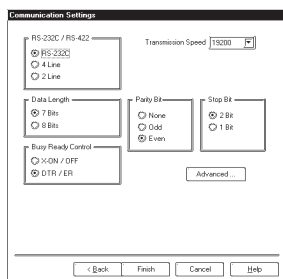 Communication Settings
RS-232C / RS-422
RS-232C
4 Line
2 Line
Transmission Speed 19200
Data Length
7 Bits
8 Bits
Parity Bit
None
Odd
Even
Stop Bit
2 Bit
1 Bit
Busy Ready Control
X-ON / OFF
DTR / ER
Advanced ...
< Back Finish Cancel Help